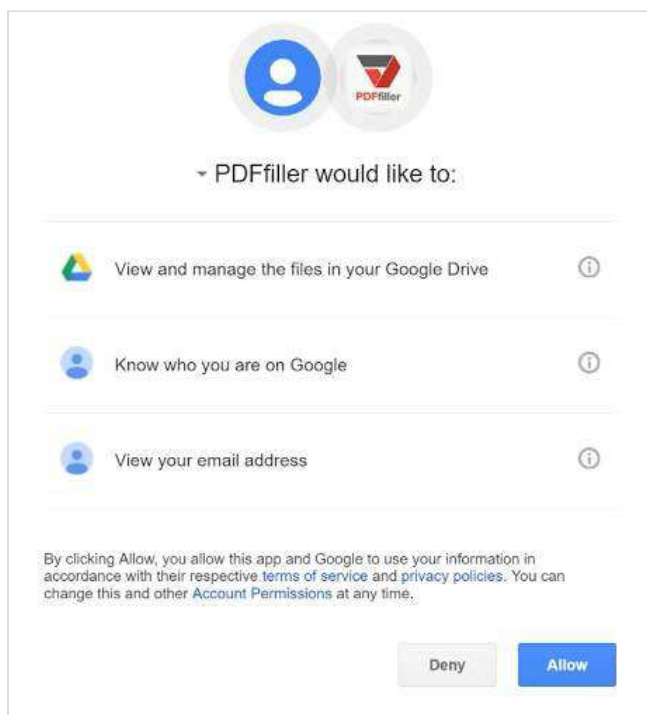 PDFfiller
PDFfiller would like to:
View and manage the files in your Google Drive
Know who you are on Google
View your email address
By clicking Allow, you allow this app and Google to use your information in
accordance with their respective terms of service and privacy policies. You can
change this and other Account Permissions at any time.
Deny Allow